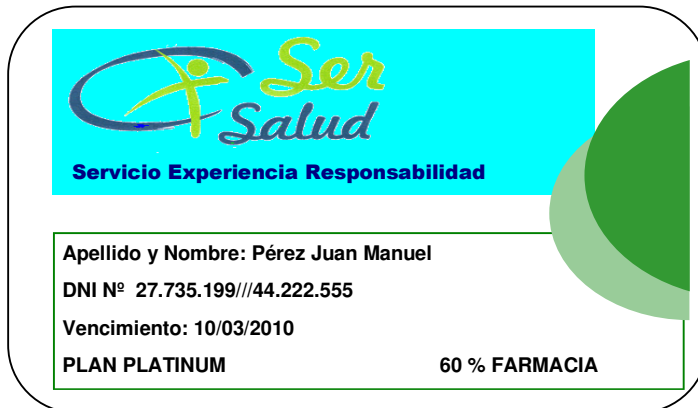 Ser
Salud
Servicio Experiencia Responsabilidad
Apellido y Nombre: Pérez Juan Manuel
DNI Nº 27.735.199///44.222.555
Vencimiento: 10/03/2010
PLAN PLATINUM 60 % FARMACIA